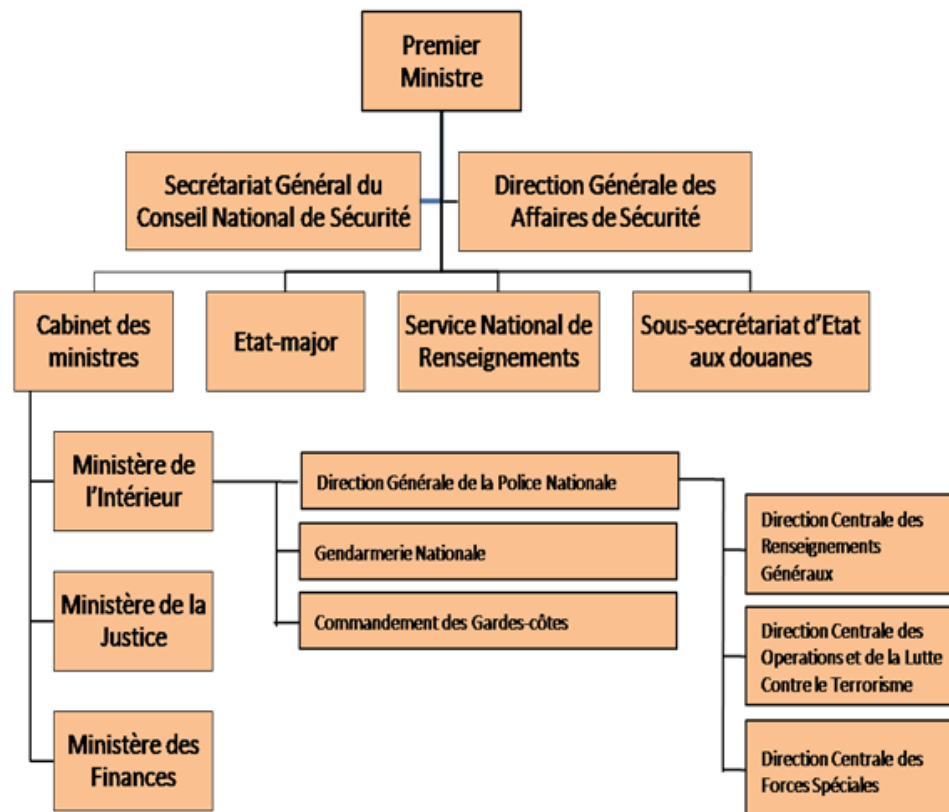 Premier
Ministre
Secrétariat Général du
Conseil National de Sécurité
Direction Générale des
Affaires de Sécurité
Cabinet des
ministres
Etat-major
Service National de
Renseignements
Sous-secrétariat d'Etat
aux douanes
Ministère de
l'Intérieur
Direction Générale de la Police Nationale
Gendarmerie Nationale
Commandement des Gardes-côtes
Direction Centrale des
Renseignements
Généraux
Direction Centrale des
Operations et de la Lutte
Contre le Terrorisme
Direction Centrale des
Forces Spéciales
Ministère de la
Justice
Ministère des
Finances